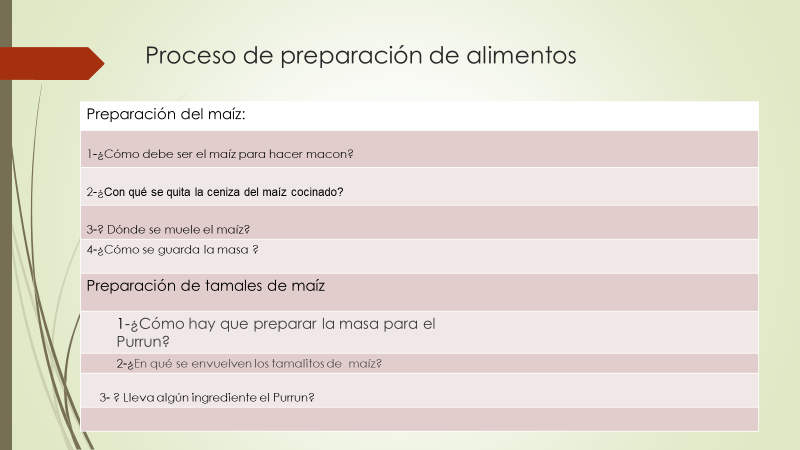 Proceso de preparación de alimentos
Preparación del maíz:
1-¿Cómo debe ser el maíz para hacer macon?
2-¿Con qué se quita la ceniza del maíz cocinado?
3-? Dónde se muele el maíz?
4-¿Cómo se guarda la masa ?
Preparación de tamales de maíz
1-¿Cómo hay que preparar la masa para el
Purrun?
2-¿En qué se envuelven los tamalitos de  maíz?
3- ? Lleva algún ingrediente el Purrun?